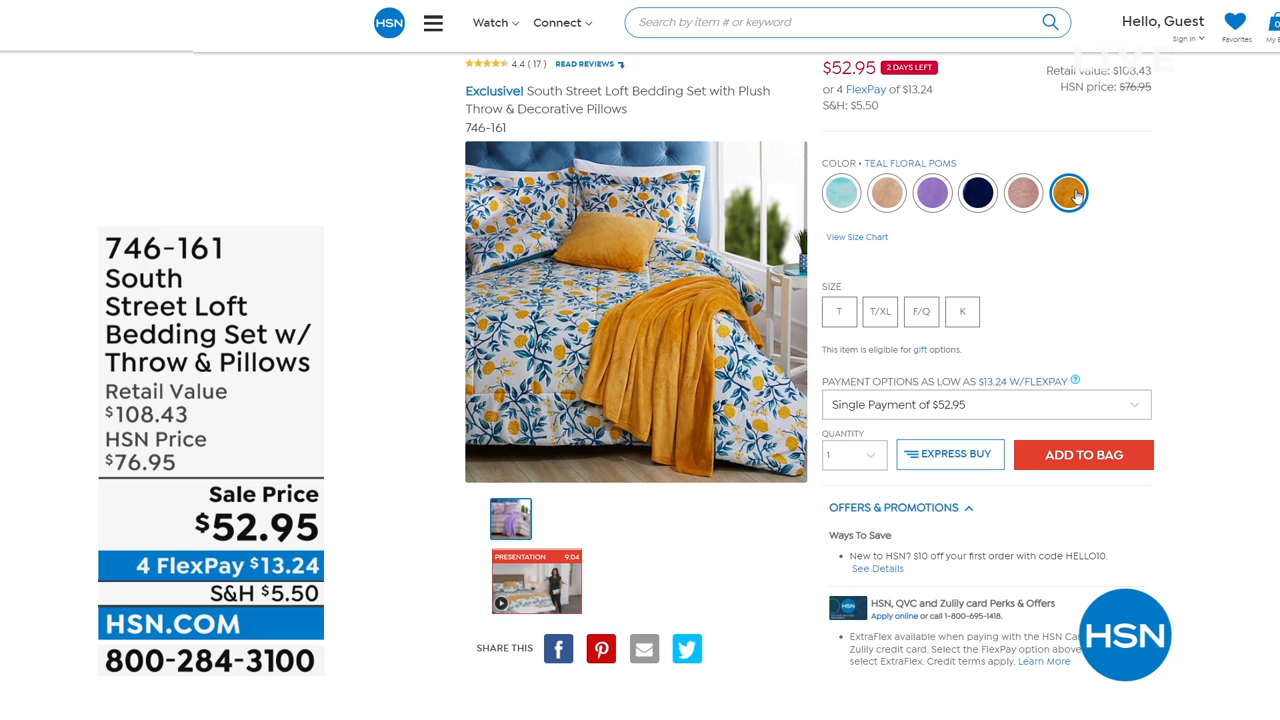 HSN
Watch
Connect
Search by item # or keyword
Hello, Guest
Sign In
Favorites
0
LIVE
4.4 ( 17 )
READ REVIEWS
Exclusive! South Street Loft Bedding Set with Plush
Throw & Decorative Pillows
746-161
$52.95
2 DAYS LEFT
or 4 FlexPay of $13.24
S&H: $5.50
Retail value: $108.43
HSN price: $76.95
COLOR • TEAL FLORAL POMS
View Size Chart
SIZE
T
T/XL
F/Q
K
This item is eligible for gift options.
PAYMENT OPTIONS AS LOW AS $13.24 W/FLEXPAY ?
Single Payment of $52.95
QUANTITY
1
EXPRESS BUY
ADD TO BAG
OFFERS & PROMOTIONS
Ways To Save
• New to HSN? $10 off your first order with code HELLO10.
See Details
HSN
HSN, QVC and Zulily card Perks & Offers
Apply online or call 1-800-695-1418.
• ExtraFlex available when paying with the HSN
Zulily credit card. Select the FlexPay option above
select ExtraFlex. Credit terms apply. Learn More
PRESENTATION 9:04
SHARE THIS
746-161
South
Street Loft
Bedding Set w/
Throw & Pillows
Retail Value
$108.43
HSN Price
$76.95
Sale Price
$52.95
4 FlexPay $13.24
S&H $5.50
HSN.COM
800-284-3100
HSN